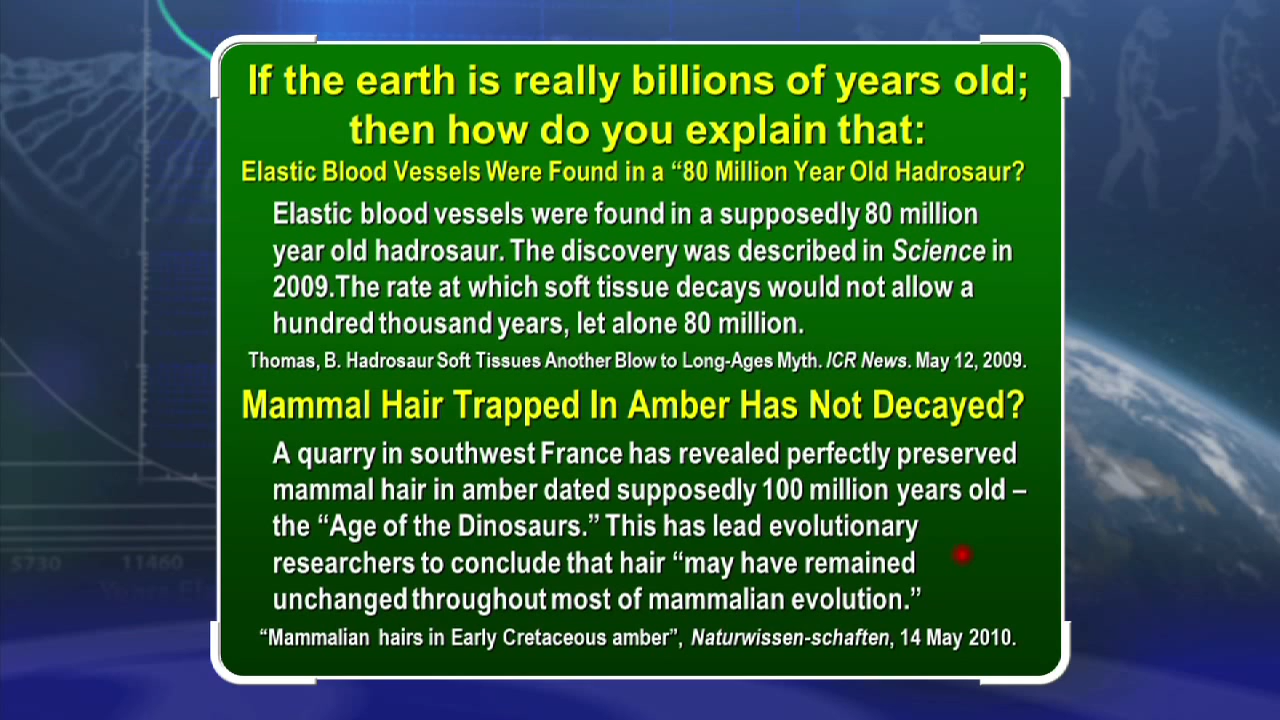 If the earth is really billions of years old;
then how do you explain that:
Elastic Blood Vessels Were Found in a “80 Million Year Old Hadrosaur?
Elastic blood vessels were found in a supposedly 80 million
year old hadrosaur. The discovery was described in Science in
2009.The rate at which soft tissue decays would not allow a
hundred thousand years, let alone 80 million.
Thomas, B. Hadrosaur Soft Tissues Another Blow to Long-Ages Myth. ICR News. May 12, 2009.
Mammal Hair Trapped In Amber Has Not Decayed?
A quarry in southwest France has revealed perfectly preserved
mammal hair in amber dated supposedly 100 million years old –
the “Age of the Dinosaurs.” This has lead evolutionary
researchers to conclude that hair “may have remained
unchanged throughout most of mammalian evolution.”
“Mammalian hairs in Early Cretaceous amber”, Naturwissen-schaften, 14 May 2010.
5730 11460